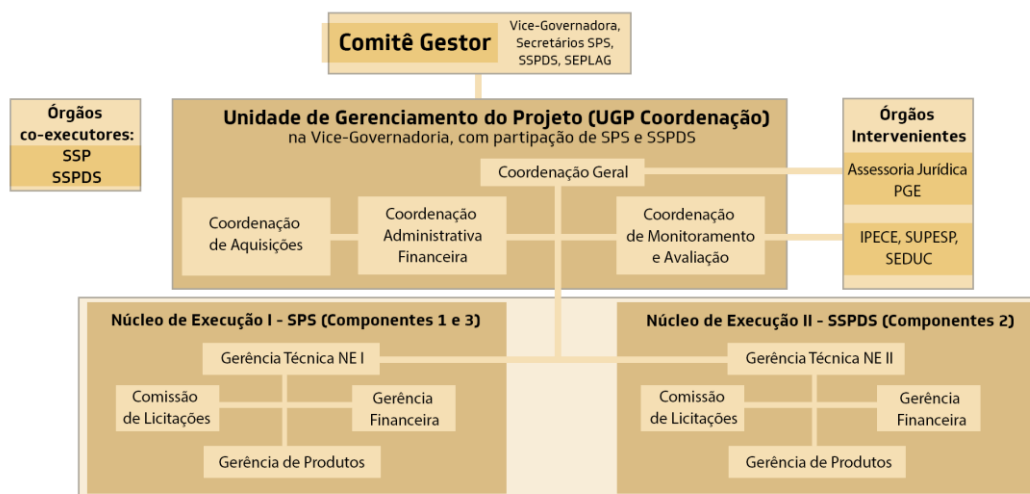 Comitê Gestor
Vice-Governadora,
Secretários SPS,
SSPDS, SEPLAG
Órgãos
co-executores:
SSP
SSPDS
Unidade de Gerenciamento do Projeto (UGP Coordenação)
na Vice-Governadoria, com partipação de SPS e SSPDS
Coordenação Geral
Coordenação
de Aquisições
Coordenação
Administrativa
Financeira
Coordenação
de Monitoramento
e Avaliação
Órgãos
Intervenientes
Assessoria Jurídica
PGE
IPECE, SUPESP,
SEDUC
Núcleo de Execução I - SPS (Componentes 1 e 3)
Gerência Técnica NE I
Comissão
de Licitações
Gerência
Financeira
Gerência de Produtos
Núcleo de Execução II - SSPDS (Componentes 2)
Gerência Técnica NE II
Comissão
de Licitações
Gerência
Financeira
Gerência de Produtos